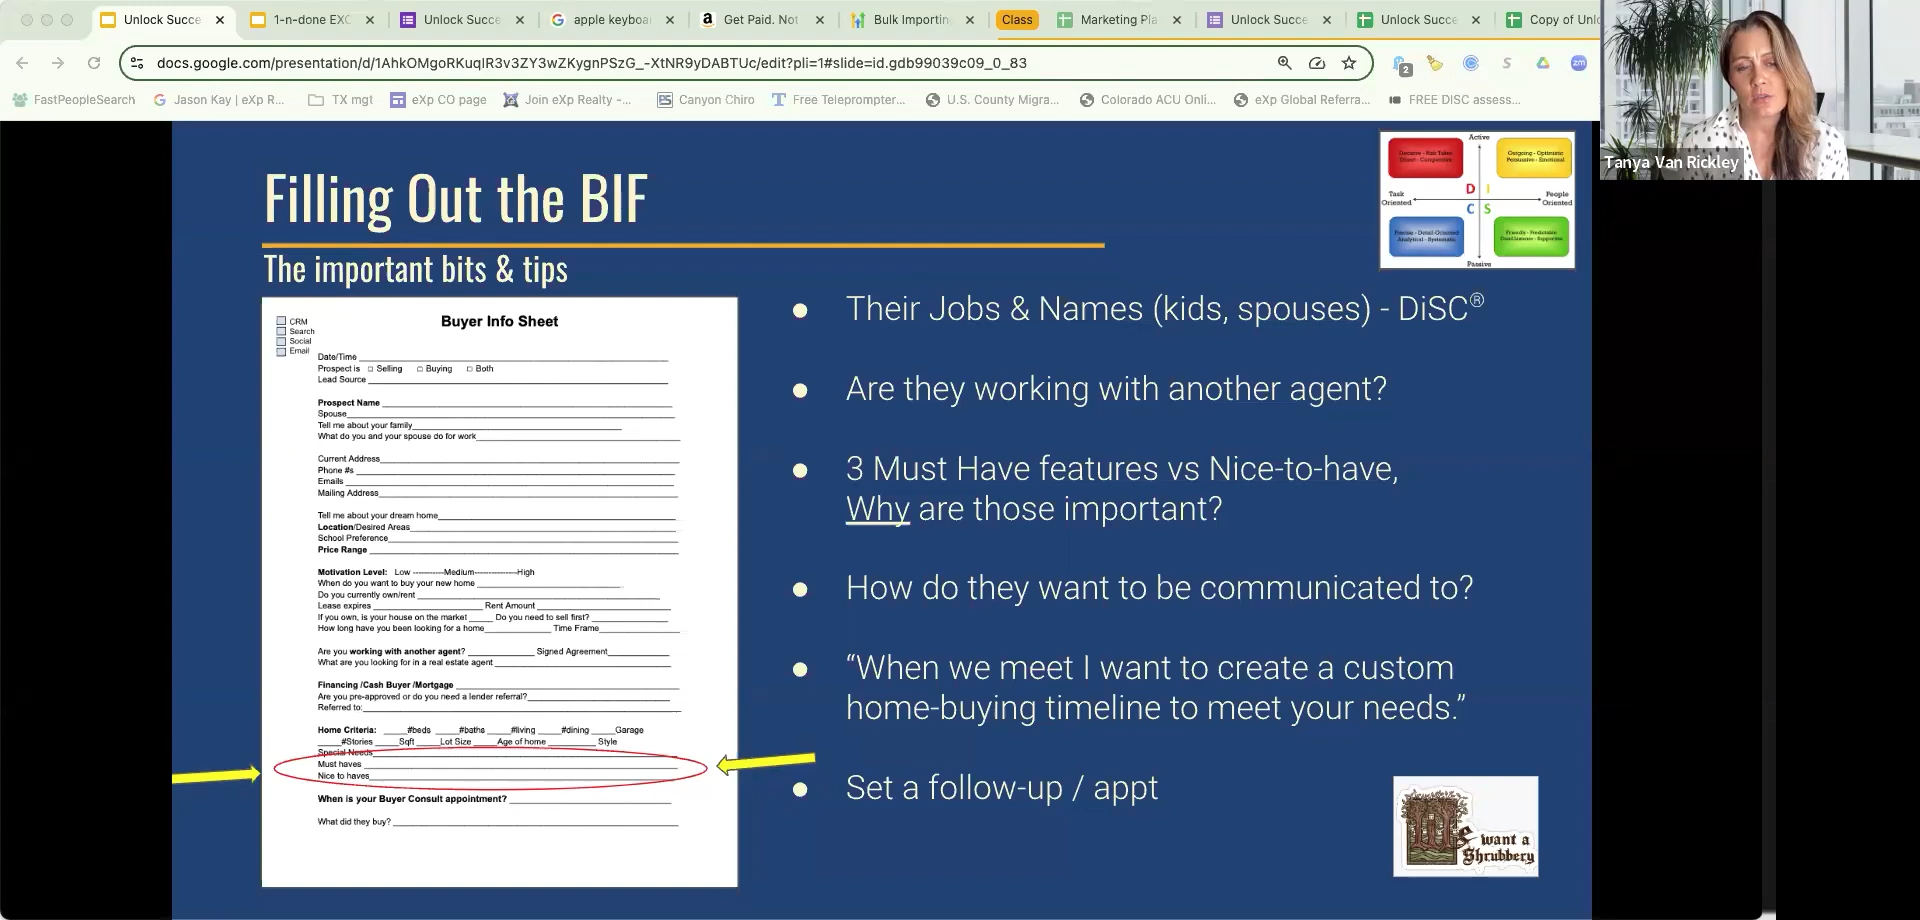 Unlock Succe
1-n-done EXC
Unlock Succe
apple keyboa
Get Paid. Not
Bulk Importin
Class
Marketing Pla
Unlock Succe
Unlock Succe
Copy of Unlo
docs.google.com/presentation/d/1AhkOMgoRKuqIR3v3ZY3wZKygnPSzG_-XtNR9yDABTUc/edit?pli=1#slide=id.gdb99039c09_0_83
2
zm
FastPeopleSearch
Jason Kay | eXp R...
TX mgt
eXp CO page
Join eXp Realty -...
Canyon Chiro
Free Teleprompter...
U.S. County Migra...
Colorado ACU Onli...
eXp Global Referra...
FREE DISC assess...
Tanya Van Rickley
Filling Out the BIF
The important bits & tips
Active
Task Oriented
People Oriented
D I
C S
Passive
CRM
Search
Social
Email
Buyer Info Sheet
Date/Time
Prospect is Selling Buying Both
Lead Source
Prospect Name
Spouse
Tell me about your family
What do you and your spouse do for work
Current Address
Phone #s
Emails
Mailing Address
Tell me about your dream home
Location/Desired Areas
School Preference
Price Range
Motivation Level: Low -----------Medium---------------High
When do you want to buy your new home
Do you currently own/rent
Lease expires Rent Amount
If you own, is your house on the market Do you need to sell first?
How long have you been looking for a home Time Frame
Are you working with another agent? Signed Agreement
What are you looking for in a real estate agent
Financing /Cash Buyer /Mortgage
Are you pre-approved or do you need a lender referral?
Referred to:
Home Criteria: #beds #baths #living #dining Garage
#Stories Sqft Lot Size Age of home Style
Special Needs
Must haves
Nice to haves
When is your Buyer Consult appointment?
What did they buy?
Their Jobs & Names (kids, spouses) - DiSC®
Are they working with another agent?
3 Must Have features vs Nice-to-have,
Why are those important?
How do they want to be communicated to?
“When we meet I want to create a custom
home-buying timeline to meet your needs.”
Set a follow-up / appt
We want a
Shrubbery